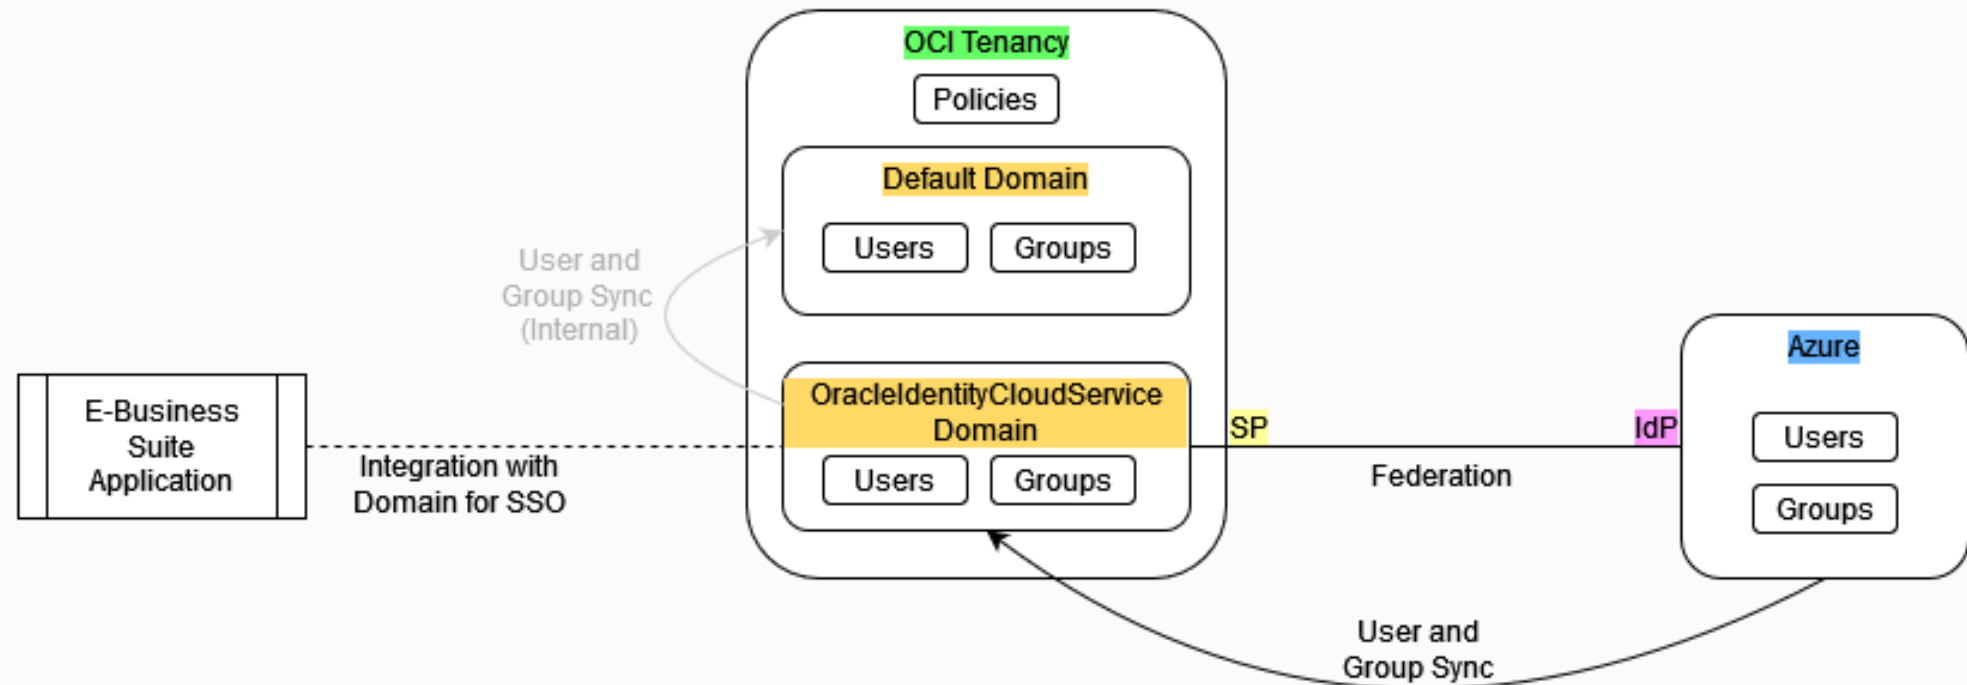 OCI Tenancy
Policies
Default Domain
Users
Groups
User and
Group Sync
(Internal)
E-Business
Suite
Application
Integration with
Domain for SSO
OracleIdentityCloudService
Domain
Users
Groups
SP
IdP
Federation
Azure
Users
Groups
User and
Group Sync